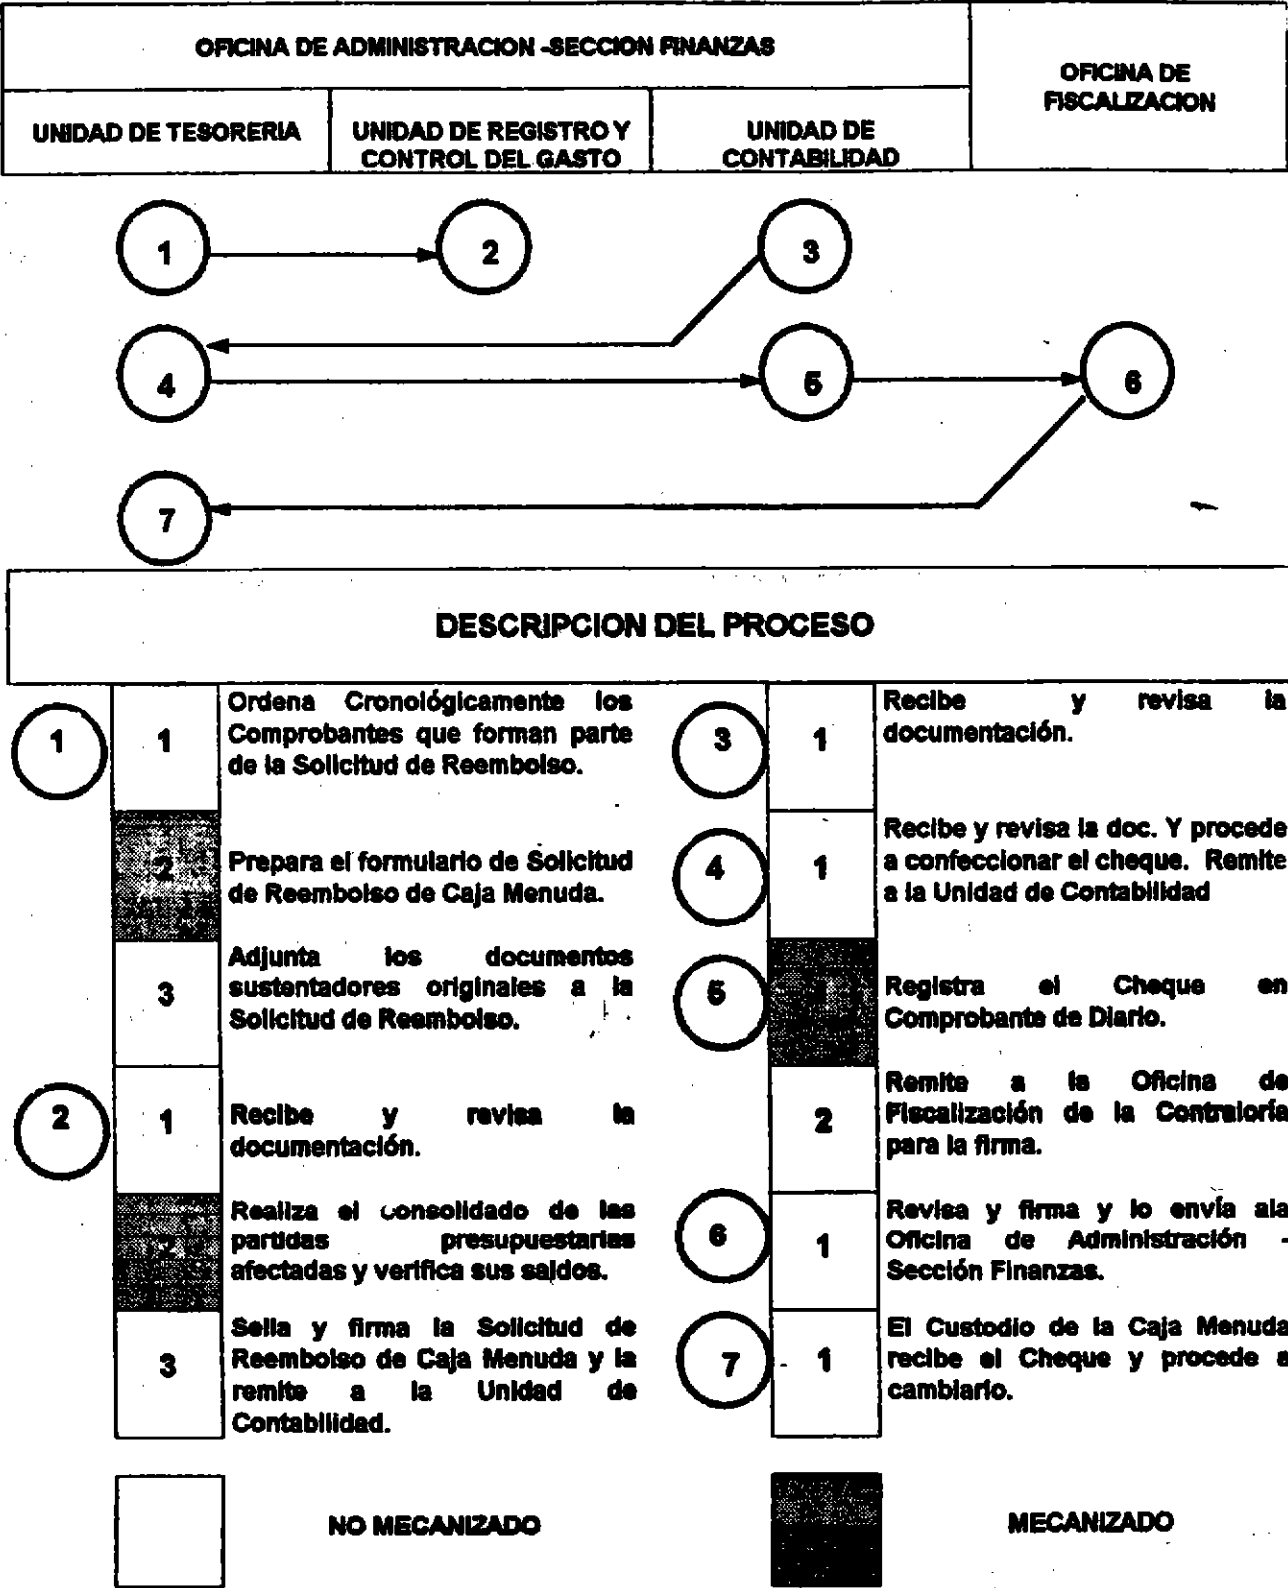 OFICINA DE ADMINISTRACION -SECCION FINANZAS
OFICINA DE
FISCALIZACION
UNIDAD DE TESORERIA
UNIDAD DE REGISTRO Y
CONTROL DEL GASTO
UNIDAD DE
CONTABILIDAD
1
2
3
4
5
6
7
DESCRIPCION DEL PROCESO
1
1
Ordena Cronológicamente los
Comprobantes que forman parte
de la Solicitud de Reembolso.
2
Prepara el formulario de Solicitud
de Reembolso de Caja Menuda.
3
Adjunta los documentos
sustentadores originales a la
Solicitud de Reembolso.
2
1
Recibe y revisa la
documentación.
2
Realiza el consolidado de las
partidas presupuestarias
afectadas y verifica sus saldos.
3
Sella y firma la Solicitud de
Reembolso de Caja Menuda y la
remite a la Unidad de
Contabilidad.
3
1
Recibe y revisa la
documentación.
4
1
Recibe y revisa la doc. Y procede
a confeccionar el cheque. Remite
a la Unidad de Contabilidad
5
Registra el Cheque en
Comprobante de Diario.
2
Remite a la Oficina de
Fiscalización de la Contraloría
para la firma.
6
1
Revisa y firma y lo envía ala
Oficina de Administración -
Sección Finanzas.
7
1
El Custodio de la Caja Menuda
recibe el Cheque y procede a
cambiarlo.
NO MECANIZADO
MECANIZADO